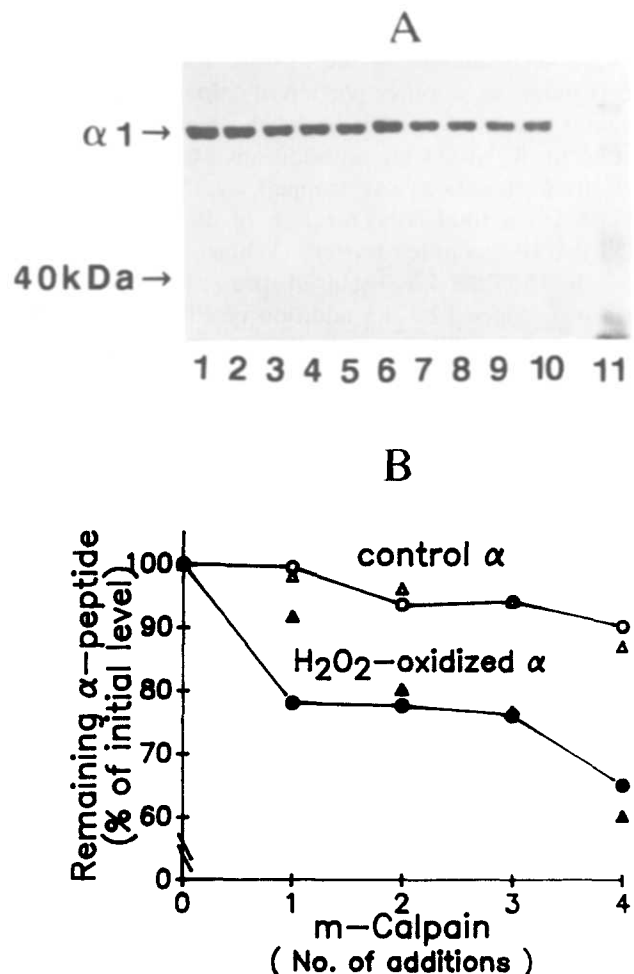 A
α1→
40kDa→
1 2 3 4 5 6 7 8 9 10 11
B
Remaining α-peptide
(% of initial level)
100
90
80
70
60
0
control α
H₂O₂-oxidized α
0 1 2 3 4
m-Calpain
( No. of additions )